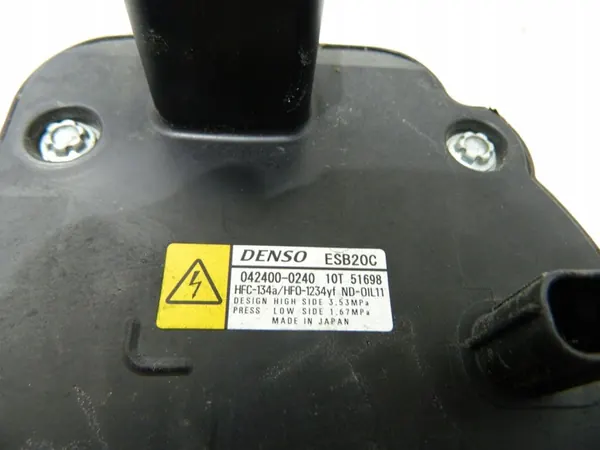 DENSO ESB20C
042400-0240 10T 51698
HFC-134a/HFO-1234yf ND-OIL11
DESIGN HIGH SIDE 3.53MPa
PRESS LOW SIDE 1.67MPa
MADE IN JAPAN